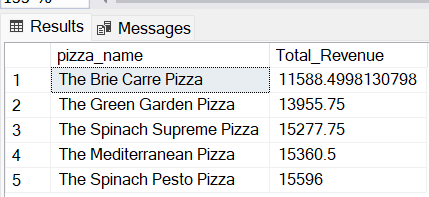 Results Messages
pizza_name Total_Revenue
1 The Brie Carre Pizza 11588.4998130798
2 The Green Garden Pizza 13955.75
3 The Spinach Supreme Pizza 15277.75
4 The Mediterranean Pizza 15360.5
5 The Spinach Pesto Pizza 15596